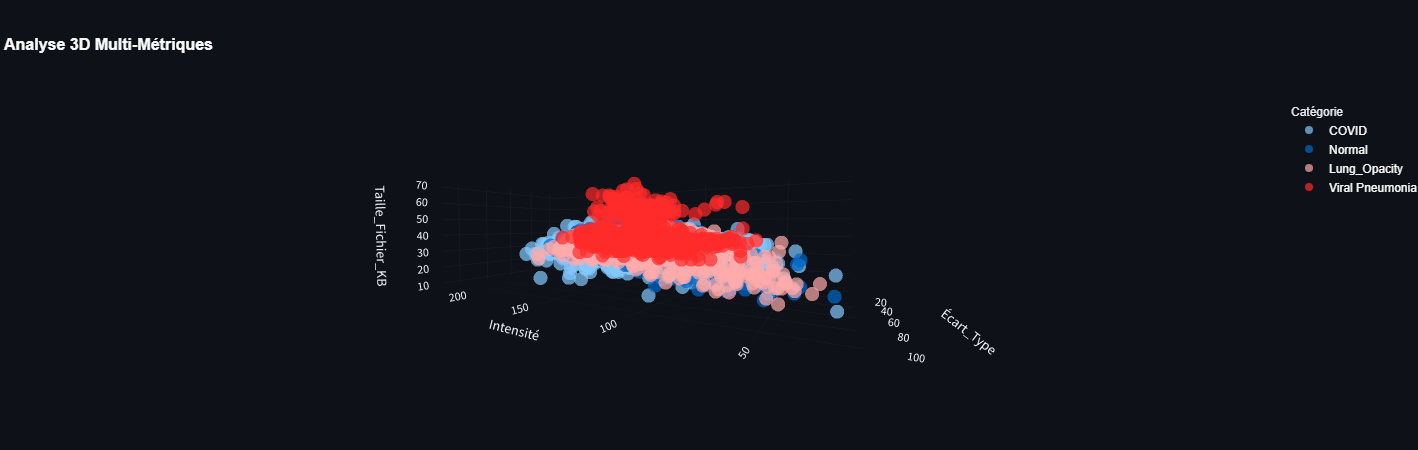 Analyse 3D Multi-Métriques
Catégorie
COVID
Normal
Lung_Opacity
Viral Pneumonia
Taille_Fichier_KB
70
60
50
40
30
20
10
200
150
100
50
Intensité
20
40
60
80
100
Écart_Type